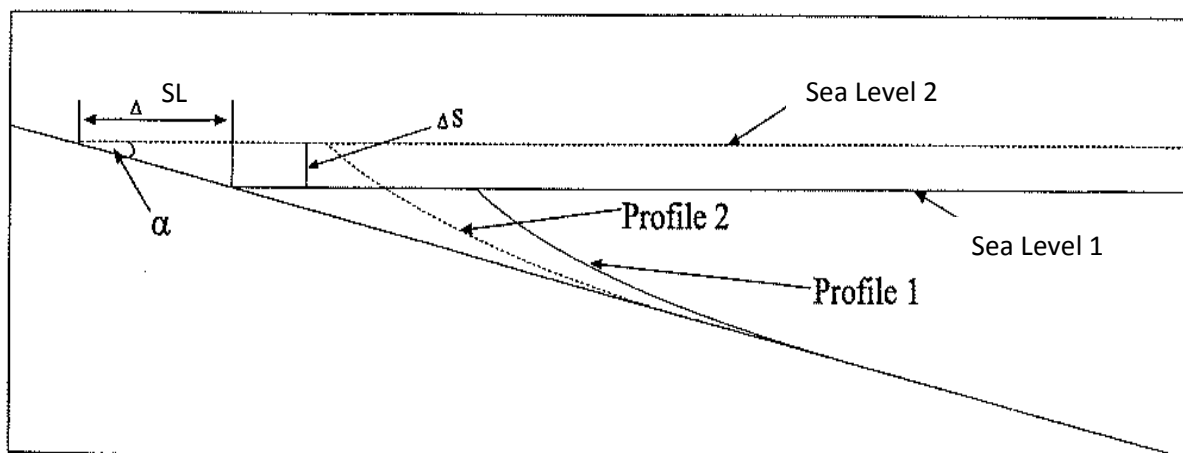 Δ SL
Sea Level 2
ΔS
α
Profile 2
Sea Level 1
Profile 1